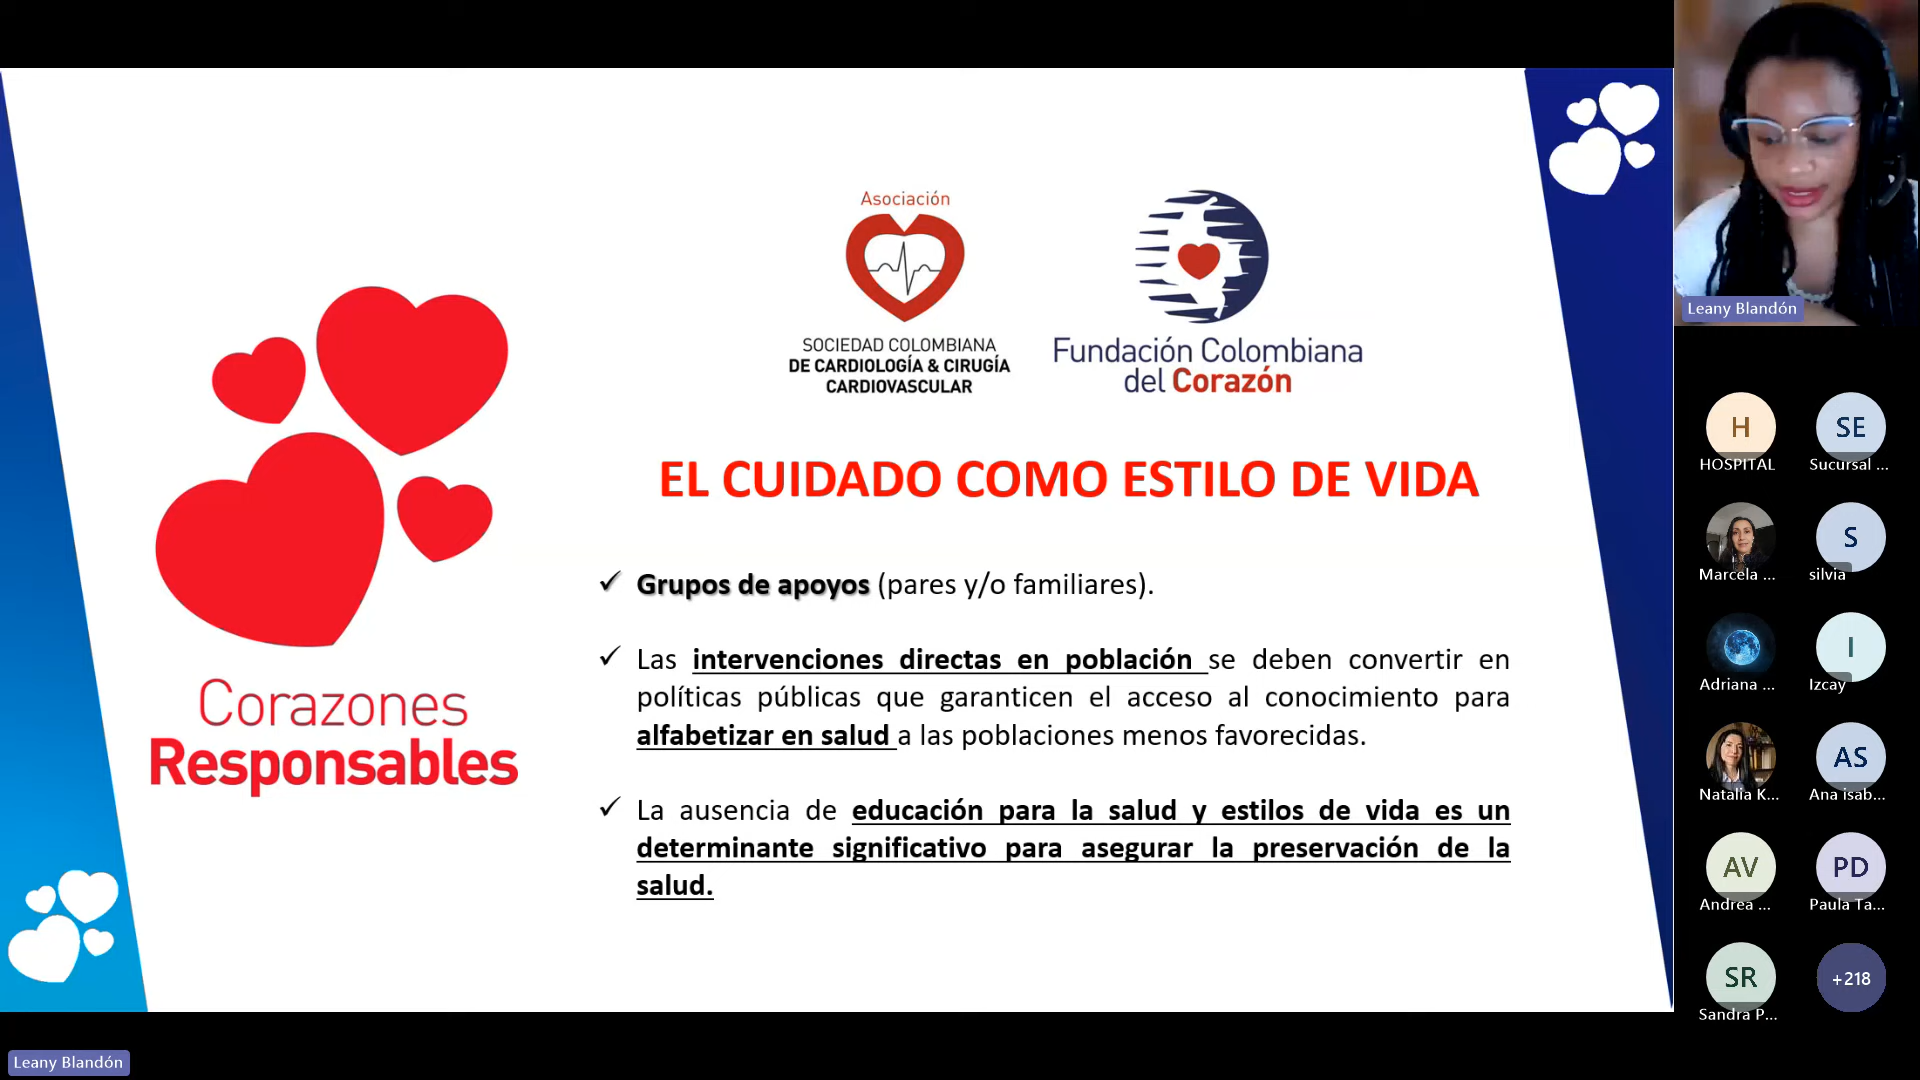 Asociación
SOCIEDAD COLOMBIANA
DE CARDIOLOGÍA & CIRUGÍA
CARDIOVASCULAR
Fundación Colombiana
del Corazón
EL CUIDADO COMO ESTILO DE VIDA
Corazones
Responsables
✓ Grupos de apoyos (pares y/o familiares).
✓ Las intervenciones directas en población se deben convertir en
políticas públicas que garanticen el acceso al conocimiento para
alfabetizar en salud a las poblaciones menos favorecidas.
✓ La ausencia de educación para la salud y estilos de vida es un
determinante significativo para asegurar la preservación de la
salud.
Leany Blandón
H
HOSPITAL
SE
Sucursal ...
Marcela ...
S
silvia
Adriana ...
I
Izcay
Natalia K...
AS
Ana isab...
AV
Andrea ...
PD
Paula Ta...
SR
Sandra P...
+218
Leany Blandón